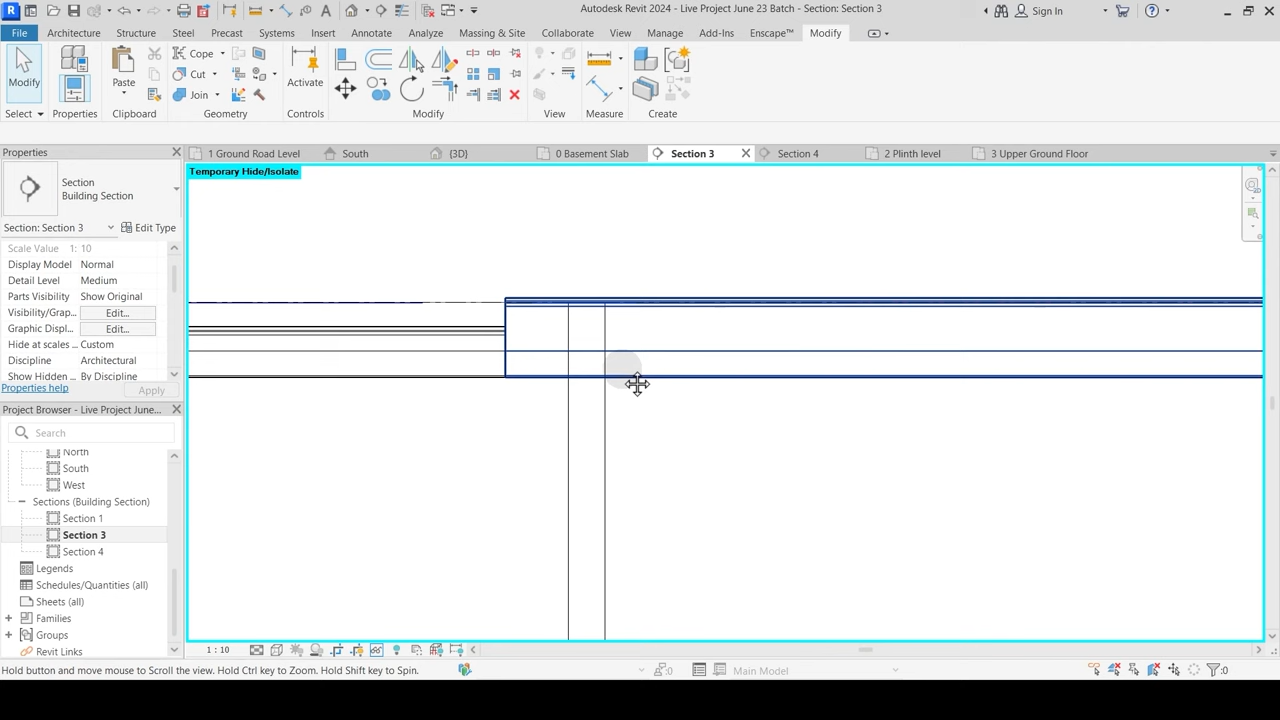 Autodesk Revit 2024 - Live Project June 23 Batch - Section: Section 3
Sign In
File Architecture Structure Steel Precast Systems Insert Annotate Analyze Massing & Site Collaborate View Manage Add-Ins Enscape™ Modify
Modify
Paste
Cope
Cut
Join
Activate
Select Properties Clipboard Geometry Controls Modify View Measure Create
Properties
1 Ground Road Level South {3D} 0 Basement Slab Section 3 Section 4 2 Plinth level 3 Upper Ground Floor
Temporary Hide/Isolate
Section
Building Section
Section: Section 3 Edit Type
Scale Value 1: 10
Display Model Normal
Detail Level Medium
Parts Visibility Show Original
Visibility/Grap... Edit...
Graphic Displ... Edit...
Hide at scales ... Custom
Discipline Architectural
Show Hidden ... By Discipline
Properties help Apply
Project Browser - Live Project June...
Search
North
South
West
Sections (Building Section)
Section 1
Section 3
Section 4
Legends
Schedules/Quantities (all)
Sheets (all)
Families
Groups
Revit Links
1 : 10
Hold button and move mouse to Scroll the view. Hold Ctrl key to Zoom. Hold Shift key to Spin.
:0
Main Model
:0